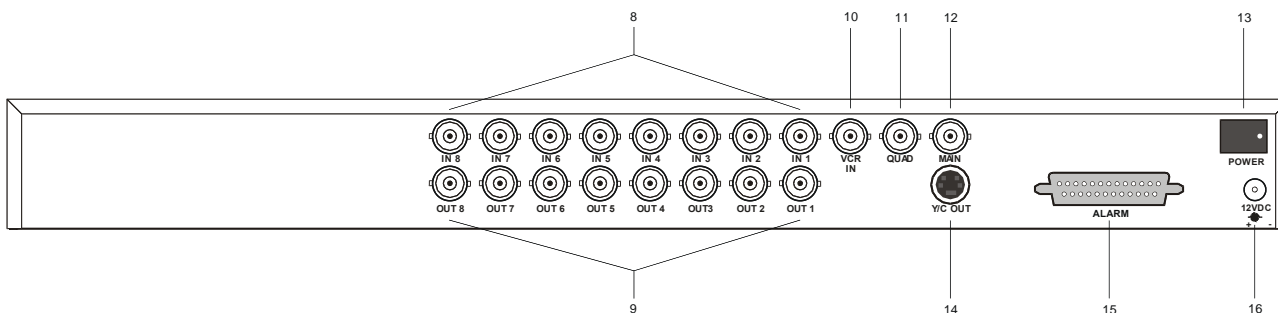 8 10 11 12 13
IN 8 IN 7 IN 6 IN 5 IN 4 IN 3 IN 2 IN 1 VCR IN QUAD MAIN POWER
OUT 8 OUT 7 OUT 6 OUT 5 OUT 4 OUT3 OUT 2 OUT 1 Y/C OUT ALARM 12VDC
+ -
9 14 15 16